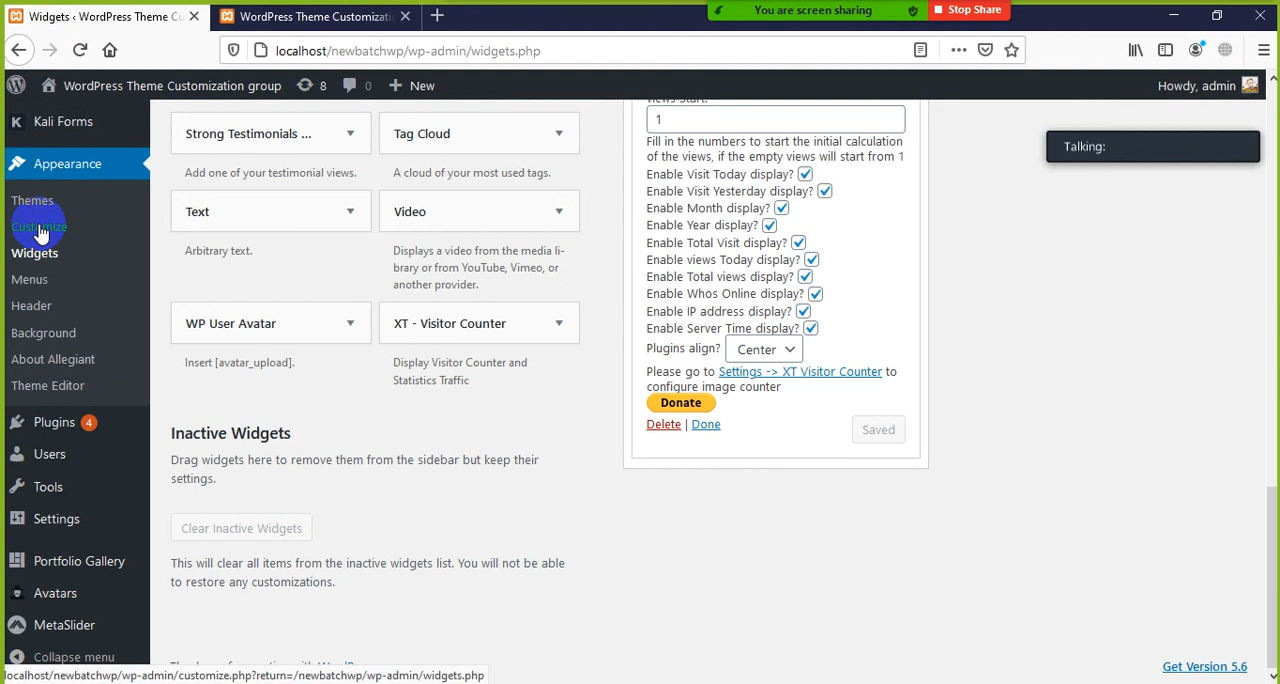 Widgets ‹ WordPress Theme Cu
WordPress Theme Customizati
You are screen sharing
Stop Share
localhost/newbatchwp/wp-admin/widgets.php
WordPress Theme Customization group
8
0
New
Howdy, admin
Talking:
Kali Forms
Appearance
Themes
Customize
Widgets
Menus
Header
Background
About Allegiant
Theme Editor
Plugins 4
Users
Tools
Settings
Portfolio Gallery
Avatars
MetaSlider
Collapse menu
Strong Testimonials ...
Add one of your testimonial views.
Tag Cloud
A cloud of your most used tags.
Text
Arbitrary text.
Video
Displays a video from the media li-
brary or from YouTube, Vimeo, or
another provider.
WP User Avatar
Insert [avatar_upload].
XT - Visitor Counter
Display Visitor Counter and
Statistics Traffic
Inactive Widgets
Drag widgets here to remove them from the sidebar but keep their
settings.
Clear Inactive Widgets
This will clear all items from the inactive widgets list. You will not be able
to restore any customizations.
Views Start:
1
Fill in the numbers to start the initial calculation
of the views, if the empty views will start from 1
Enable Visit Today display?
Enable Visit Yesterday display?
Enable Month display?
Enable Year display?
Enable Total Visit display?
Enable views Today display?
Enable Total views display?
Enable Whos Online display?
Enable IP address display?
Enable Server Time display?
Plugins align? Center
Please go to Settings -> XT Visitor Counter to
configure image counter
Donate
Delete | Done
Saved
Get Version 5.6
localhost/newbatchwp/wp-admin/customize.php?return=/newbatchwp/wp-admin/widgets.php